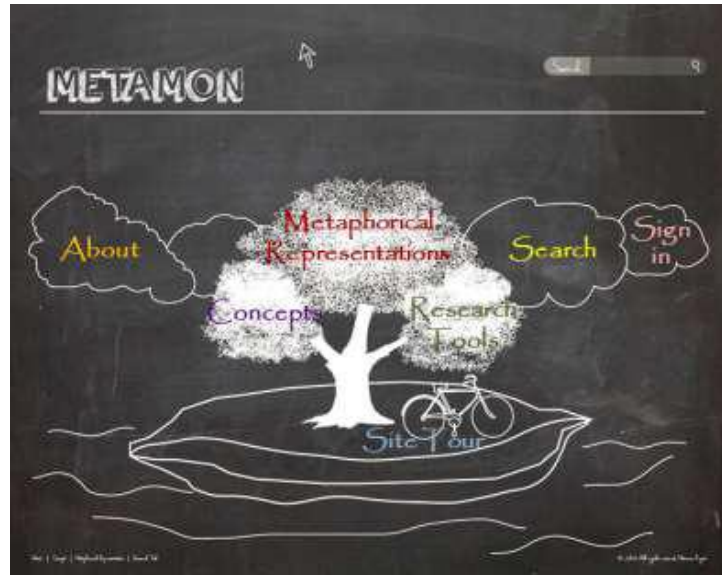 METAMON
Search
About
Metaphorical
Representations
Search
Sign
in
Concepts
Research
Tools
Site Tour